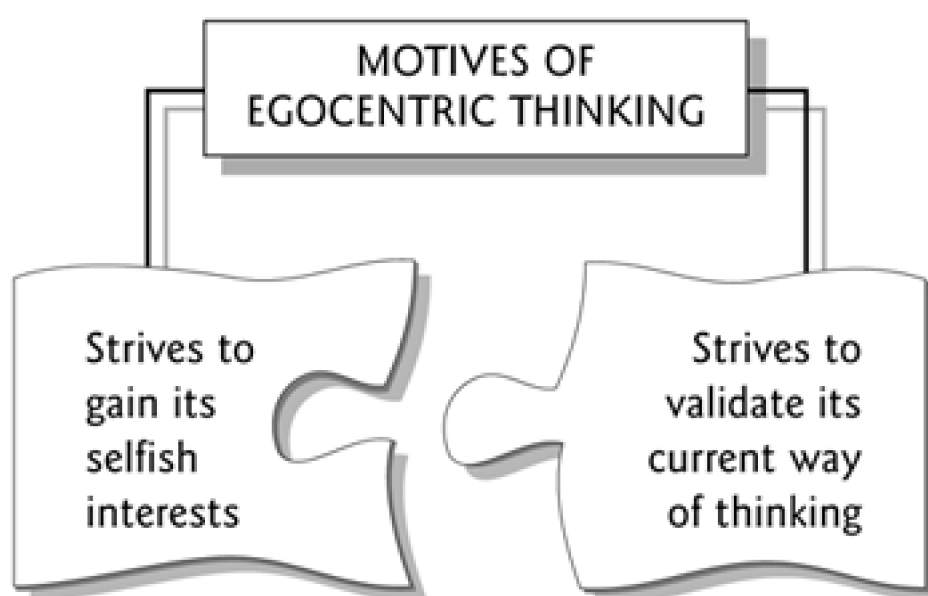 MOTIVES OF
EGOCENTRIC THINKING
Strives to
gain its
selfish
interests
Strives to
validate its
current way
of thinking